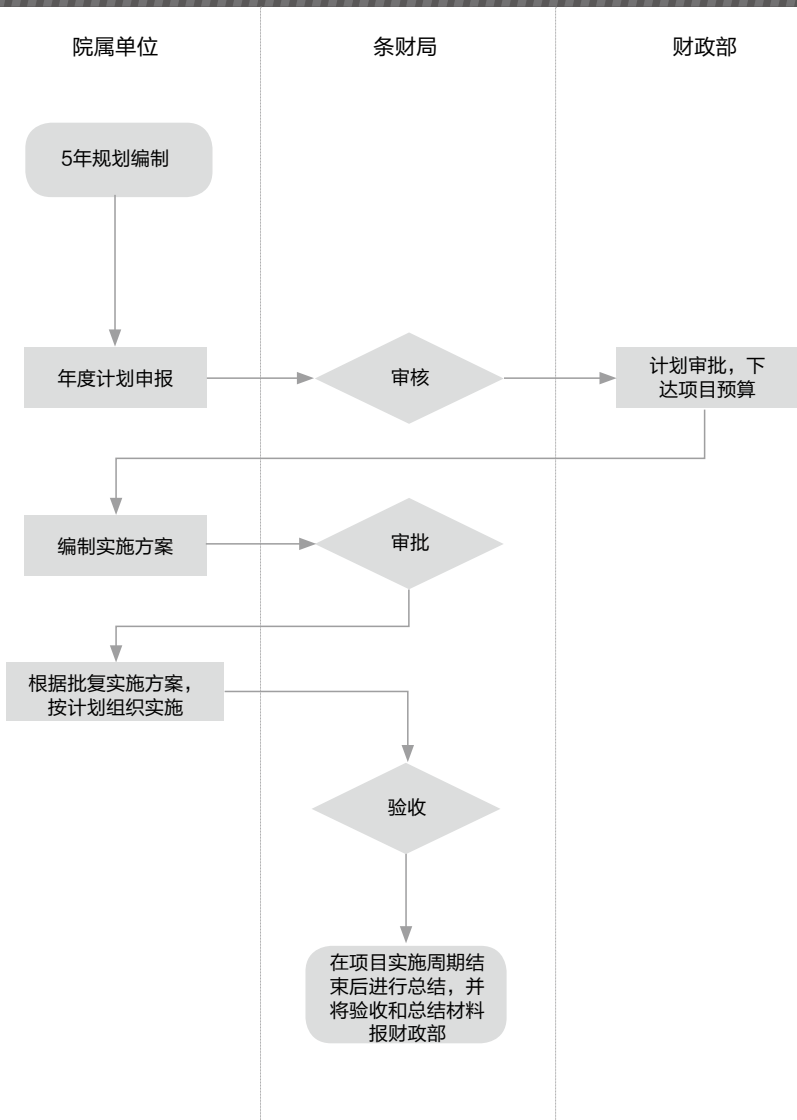 院属单位
条财局
财政部
5年规划编制
年度计划申报
审核
计划审批，下
达项目预算
编制实施方案
审批
根据批复实施方案，
按计划组织实施
验收
在项目实施周期结
束后进行总结，并
将验收和总结材料
报财政部